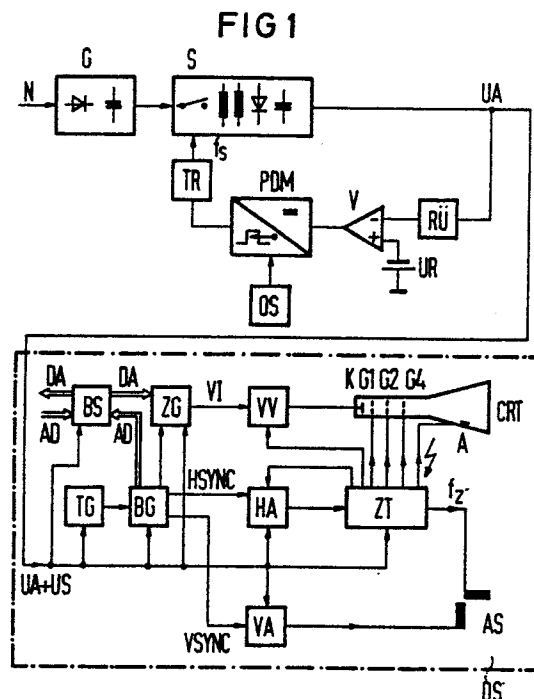 FIG 1
G S
N UA
fs
TR PDM V RÜ
- +
UR
OS
DA DA K G1 G2 G4
BS ZG VI VV CRT
AD AD A
HSYNC fz-
TG BG HA ZT
UA+US AS
VSYNC VA
DS